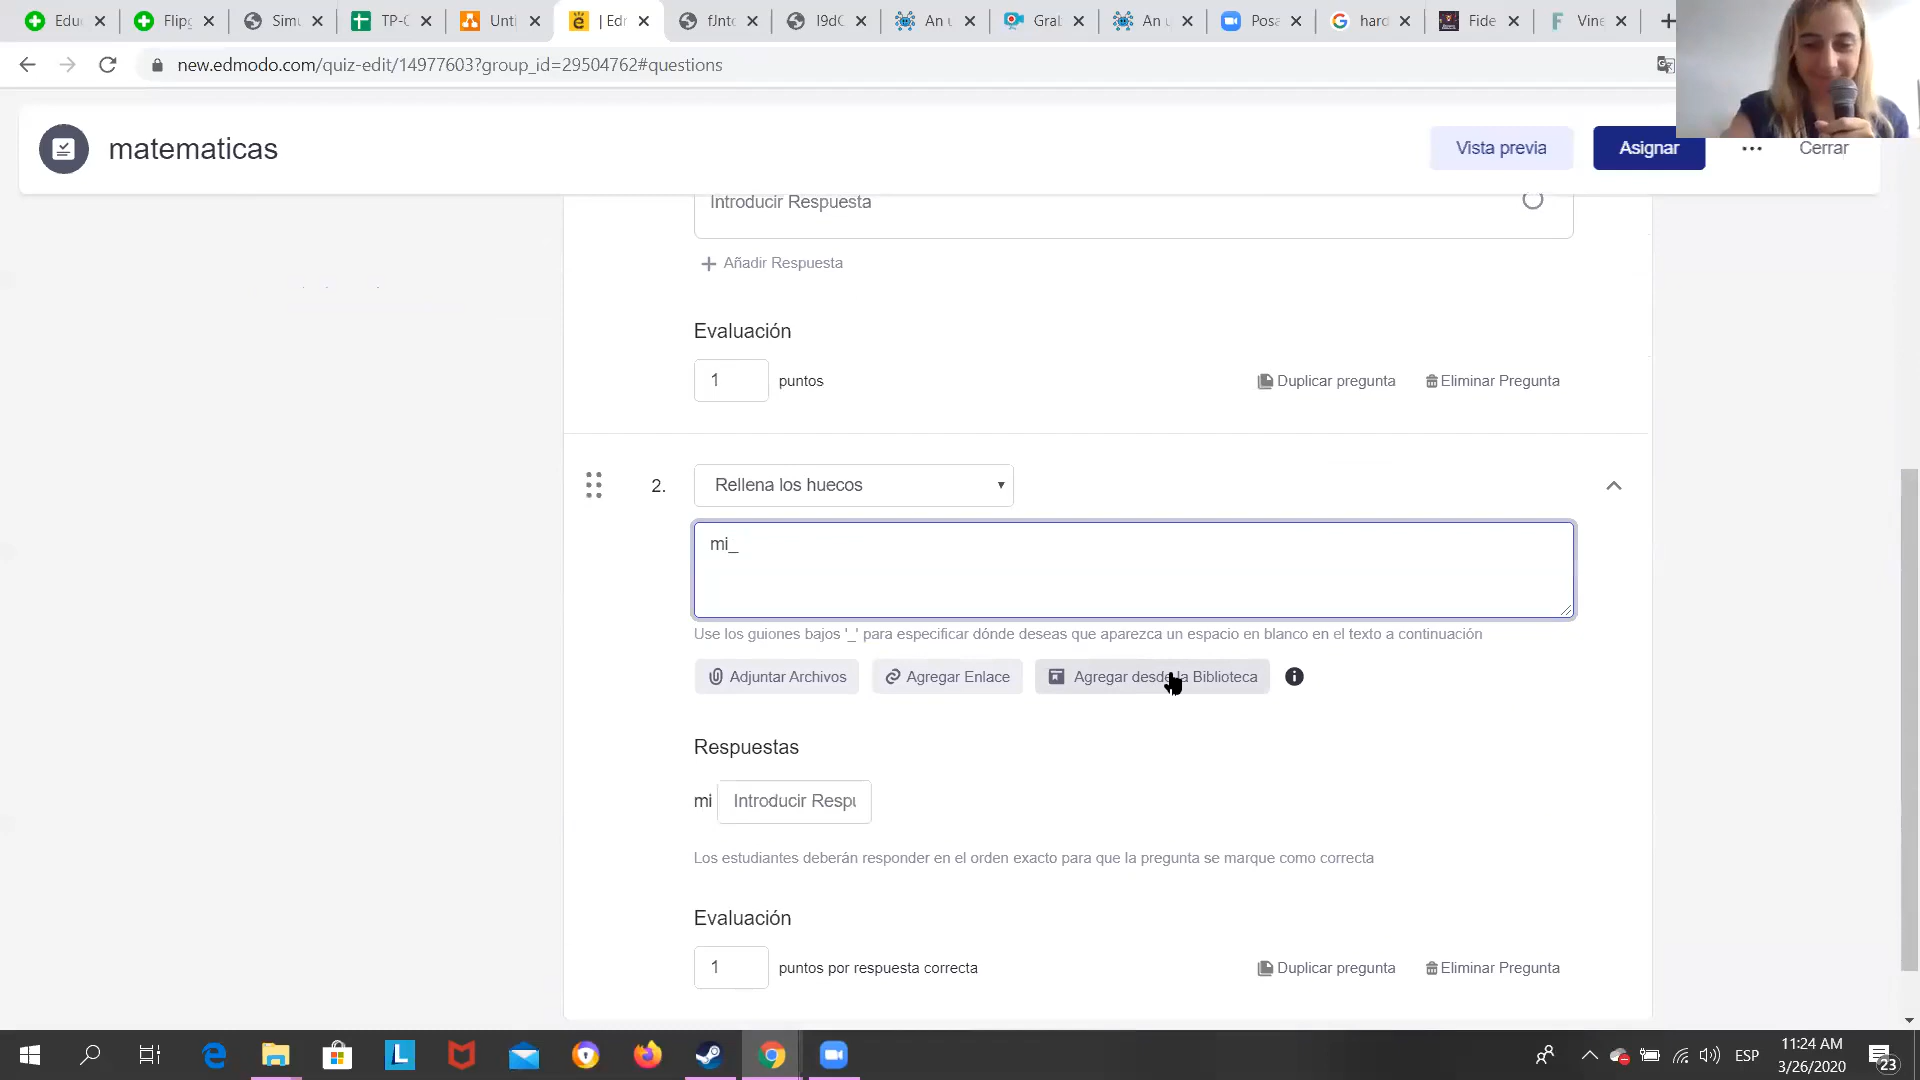 Edu
Flipg
Simu
TP-C
Unti
| Edm
fJnte
I9dC
An u
Grab
An u
Posa
hard
Fide
Vine
new.edmodo.com/quiz-edit/14977603?group_id=29504762#questions
matematicas
Vista previa
Asignar
Cerrar
Introducir Respuesta
Añadir Respuesta
Evaluación
1 puntos
Duplicar pregunta
Eliminar Pregunta
2.
Rellena los huecos
mi_
Use los guiones bajos '_' para especificar dónde deseas que aparezca un espacio en blanco en el texto a continuación
Adjuntar Archivos
Agregar Enlace
Agregar desde la Biblioteca
Respuestas
mi Introducir Respu
Los estudiantes deberán responder en el orden exacto para que la pregunta se marque como correcta
Evaluación
1 puntos por respuesta correcta
Duplicar pregunta
Eliminar Pregunta
ESP
11:24 AM
3/26/2020
23